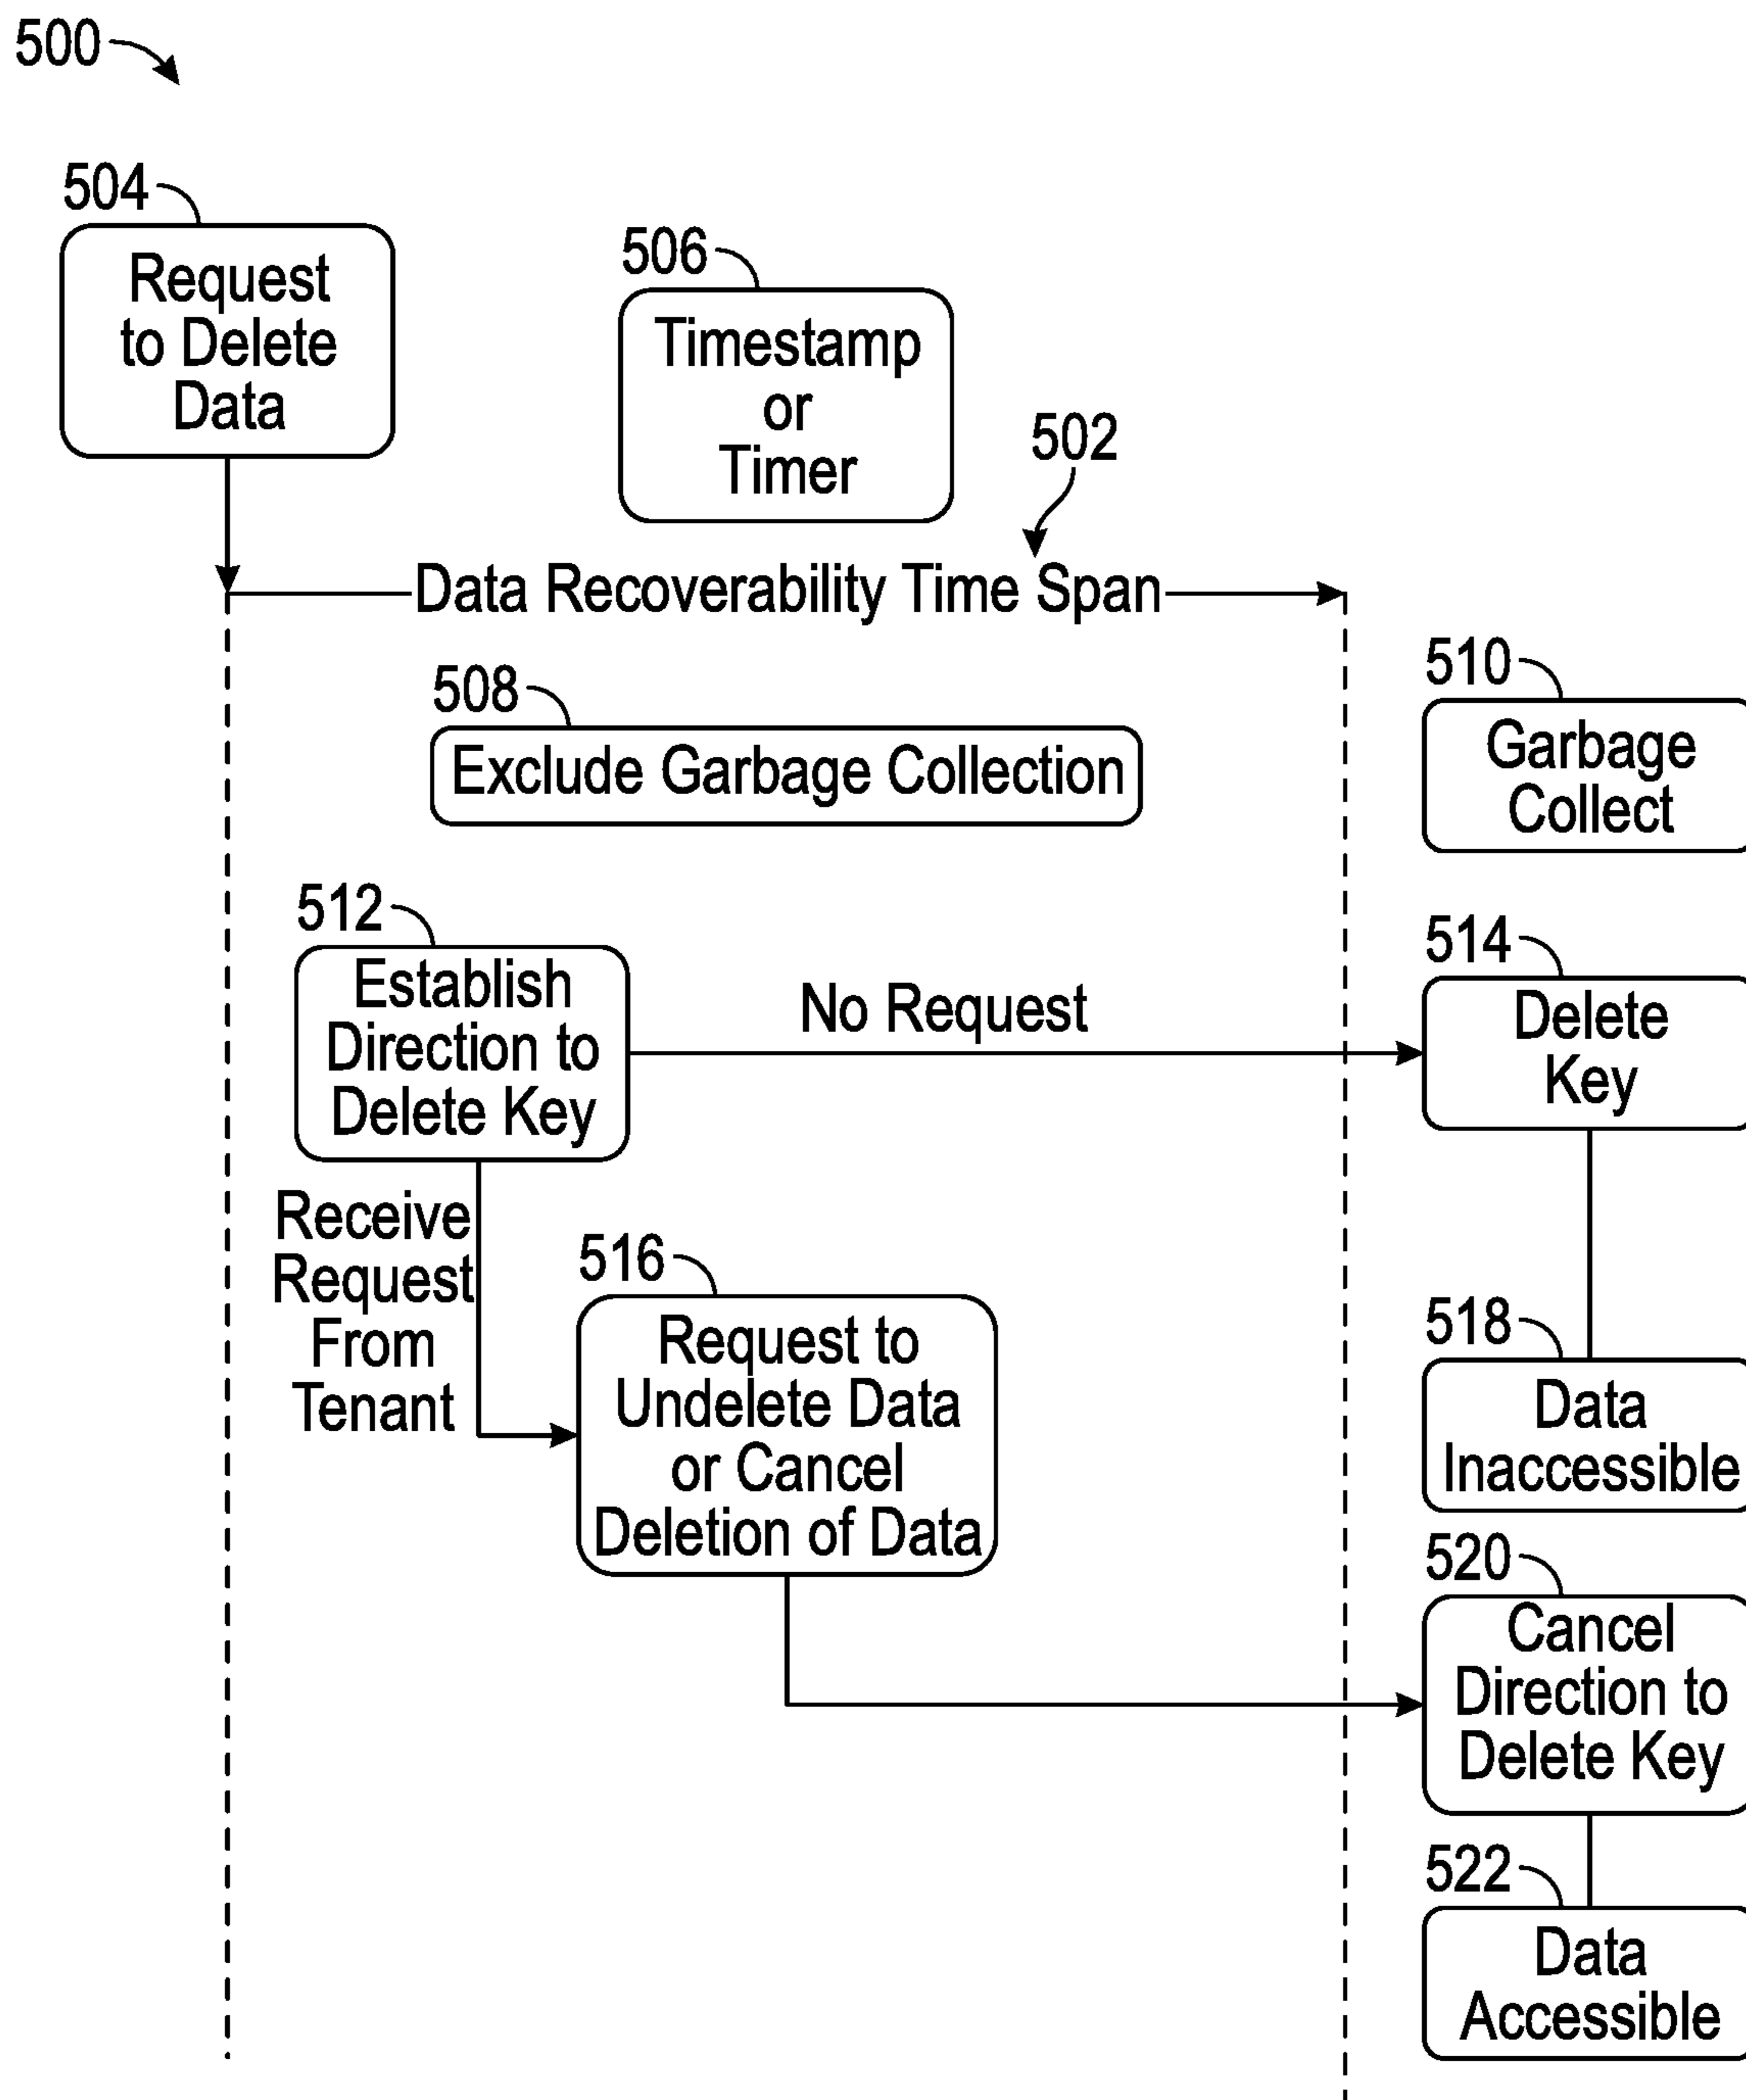 500
504
Request
to Delete
Data
506
Timestamp
or
Timer
502
Data Recoverability Time Span
508
Exclude Garbage Collection
510
Garbage
Collect
512
Establish
Direction to
Delete Key
No Request
514
Delete
Key
Receive
Request
From
Tenant
516
Request to
Undelete Data
or Cancel
Deletion of Data
518
Data
Inaccessible
520
Cancel
Direction to
Delete Key
522
Data
Accessible